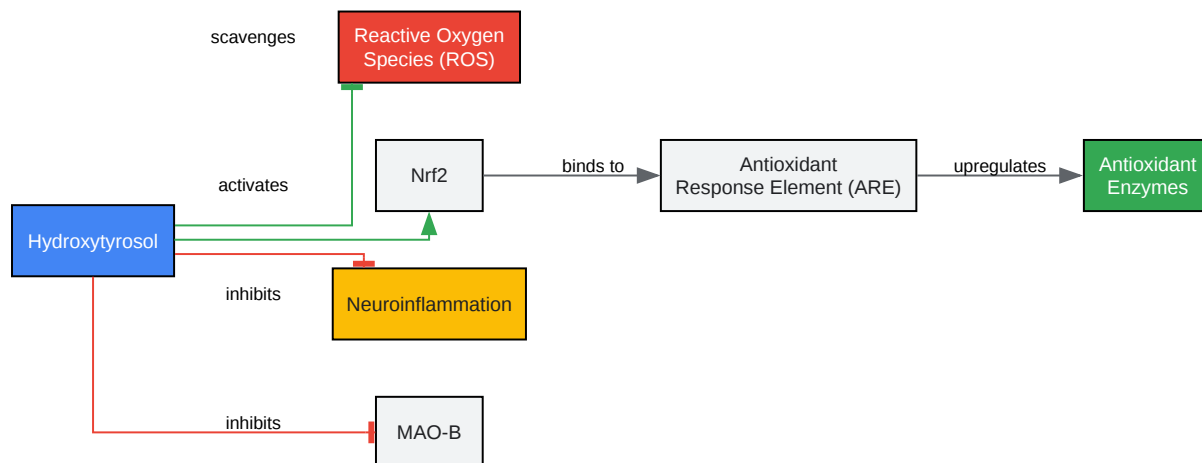 scavenges
Reactive Oxygen
Species (ROS)
activates
Nrf2
binds to
Antioxidant
Response Element (ARE)
upregulates
Antioxidant
Enzymes
Hydroxytyrosol
inhibits
Neuroinflammation
inhibits
MAO-B